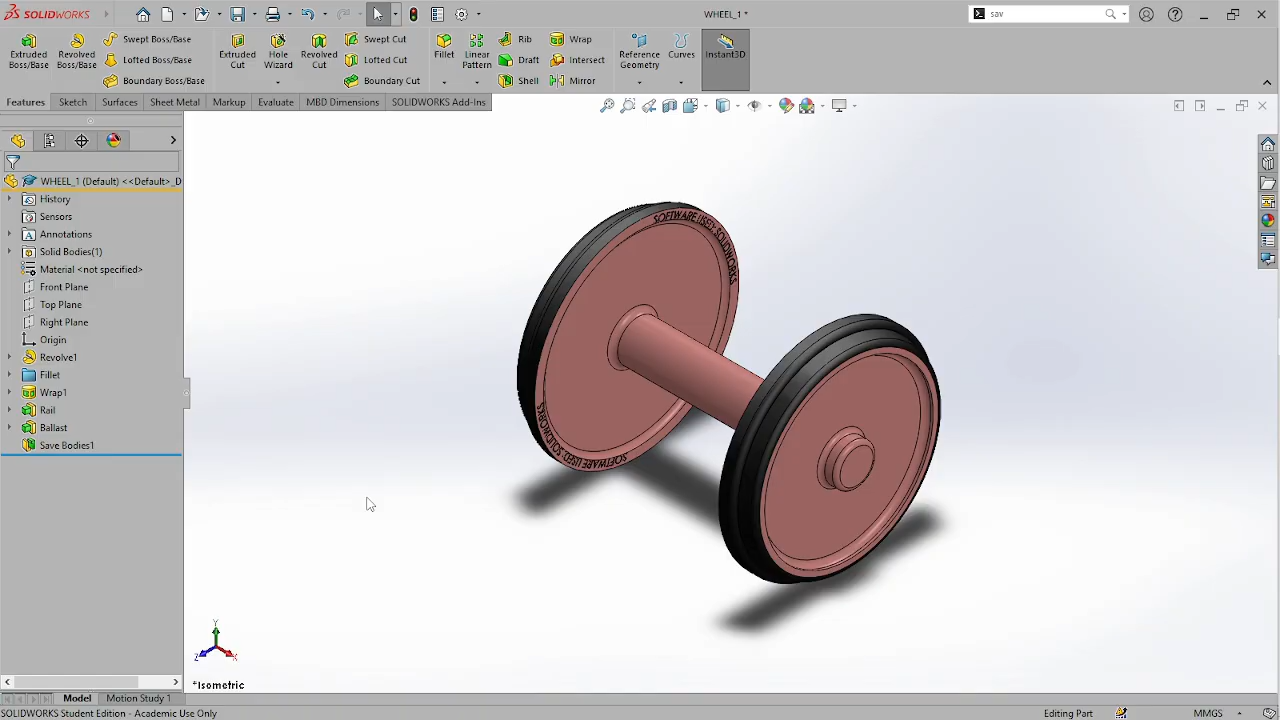 SOLIDWORKS
WHEEL_1 *
sav
Extruded Boss/Base
Revolved Boss/Base
Swept Boss/Base
Lofted Boss/Base
Boundary Boss/Base
Extruded Cut
Hole Wizard
Revolved Cut
Swept Cut
Lofted Cut
Boundary Cut
Fillet
Linear Pattern
Rib
Draft
Shell
Wrap
Intersect
Mirror
Reference Geometry
Curves
Instant3D
Features
Sketch
Surfaces
Sheet Metal
Markup
Evaluate
MBD Dimensions
SOLIDWORKS Add-Ins
WHEEL_1 (Default) <<Default>_D
History
Sensors
Annotations
Solid Bodies(1)
Material <not specified>
Front Plane
Top Plane
Right Plane
Origin
Revolve1
Fillet
Wrap1
Rail
Ballast
Save Bodies1
SOFTWARE USED: SOLIDWORKS
SOFTWARE USED: SOLIDWORKS
Y
Z
X
*Isometric
Model
Motion Study 1
SOLIDWORKS Student Edition - Academic Use Only
Editing Part
MMGS